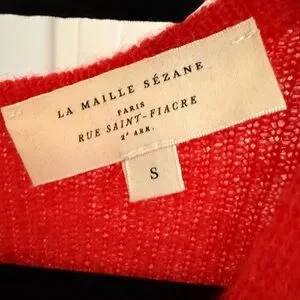 LA MAILLE SÉZANE
PARIS
RUE SAINT-FIACRE
2ᵉ ARR.
S